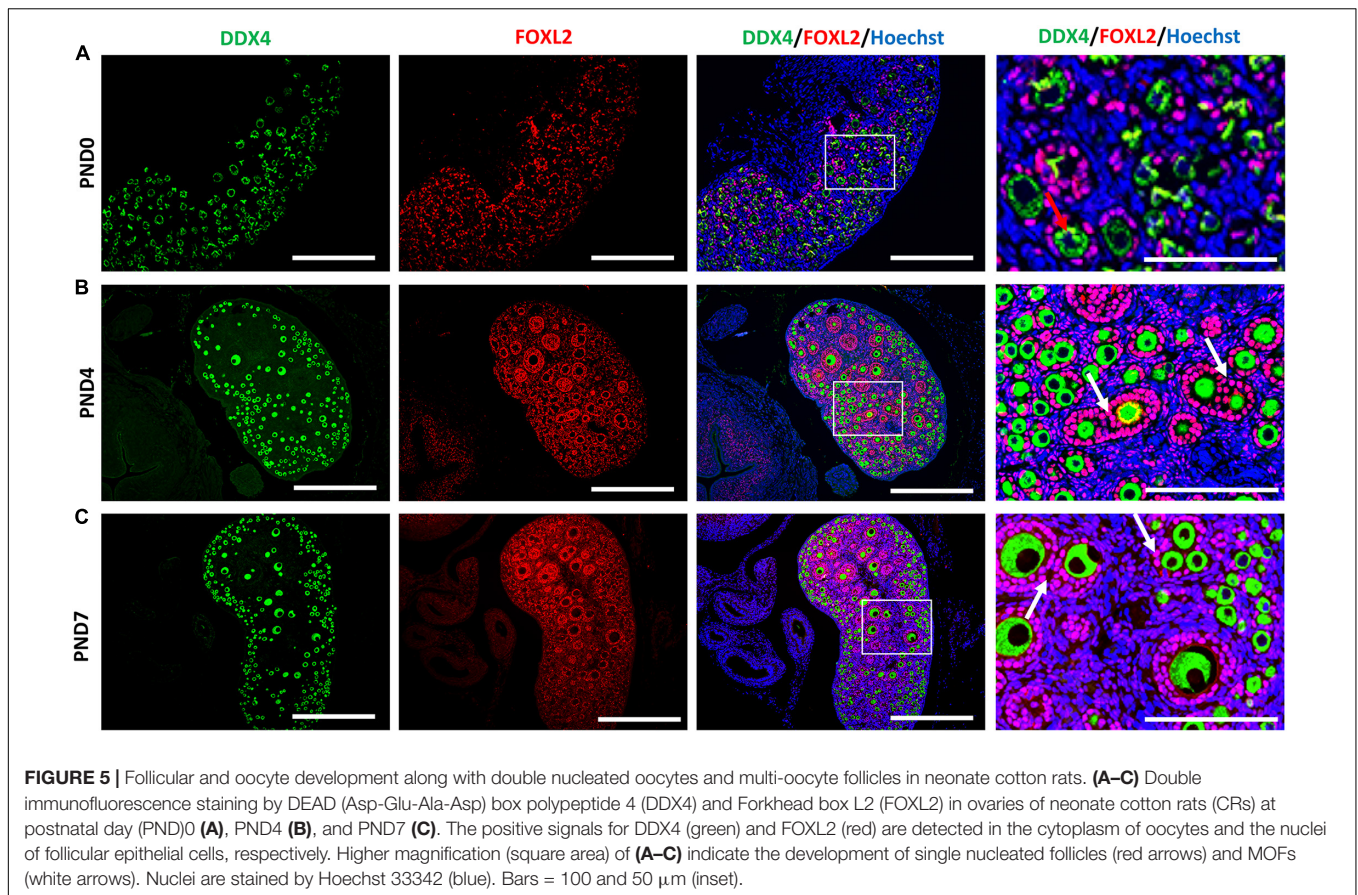 DDX4 FOXL2 DDX4/FOXL2/Hoechst DDX4/FOXL2/Hoechst
A
PND0
B
PND4
C
PND7
FIGURE 5 | Follicular and oocyte development along with double nucleated oocytes and multi-oocyte follicles in neonate cotton rats. (A–C) Double
immunofluorescence staining by DEAD (Asp-Glu-Ala-Asp) box polypeptide 4 (DDX4) and Forkhead box L2 (FOXL2) in ovaries of neonate cotton rats (CRs) at
postnatal day (PND)0 (A), PND4 (B), and PND7 (C). The positive signals for DDX4 (green) and FOXL2 (red) are detected in the cytoplasm of oocytes and the nuclei
of follicular epithelial cells, respectively. Higher magnification (square area) of (A–C) indicate the development of single nucleated follicles (red arrows) and MOFs
(white arrows). Nuclei are stained by Hoechst 33342 (blue). Bars = 100 and 50 μm (inset).